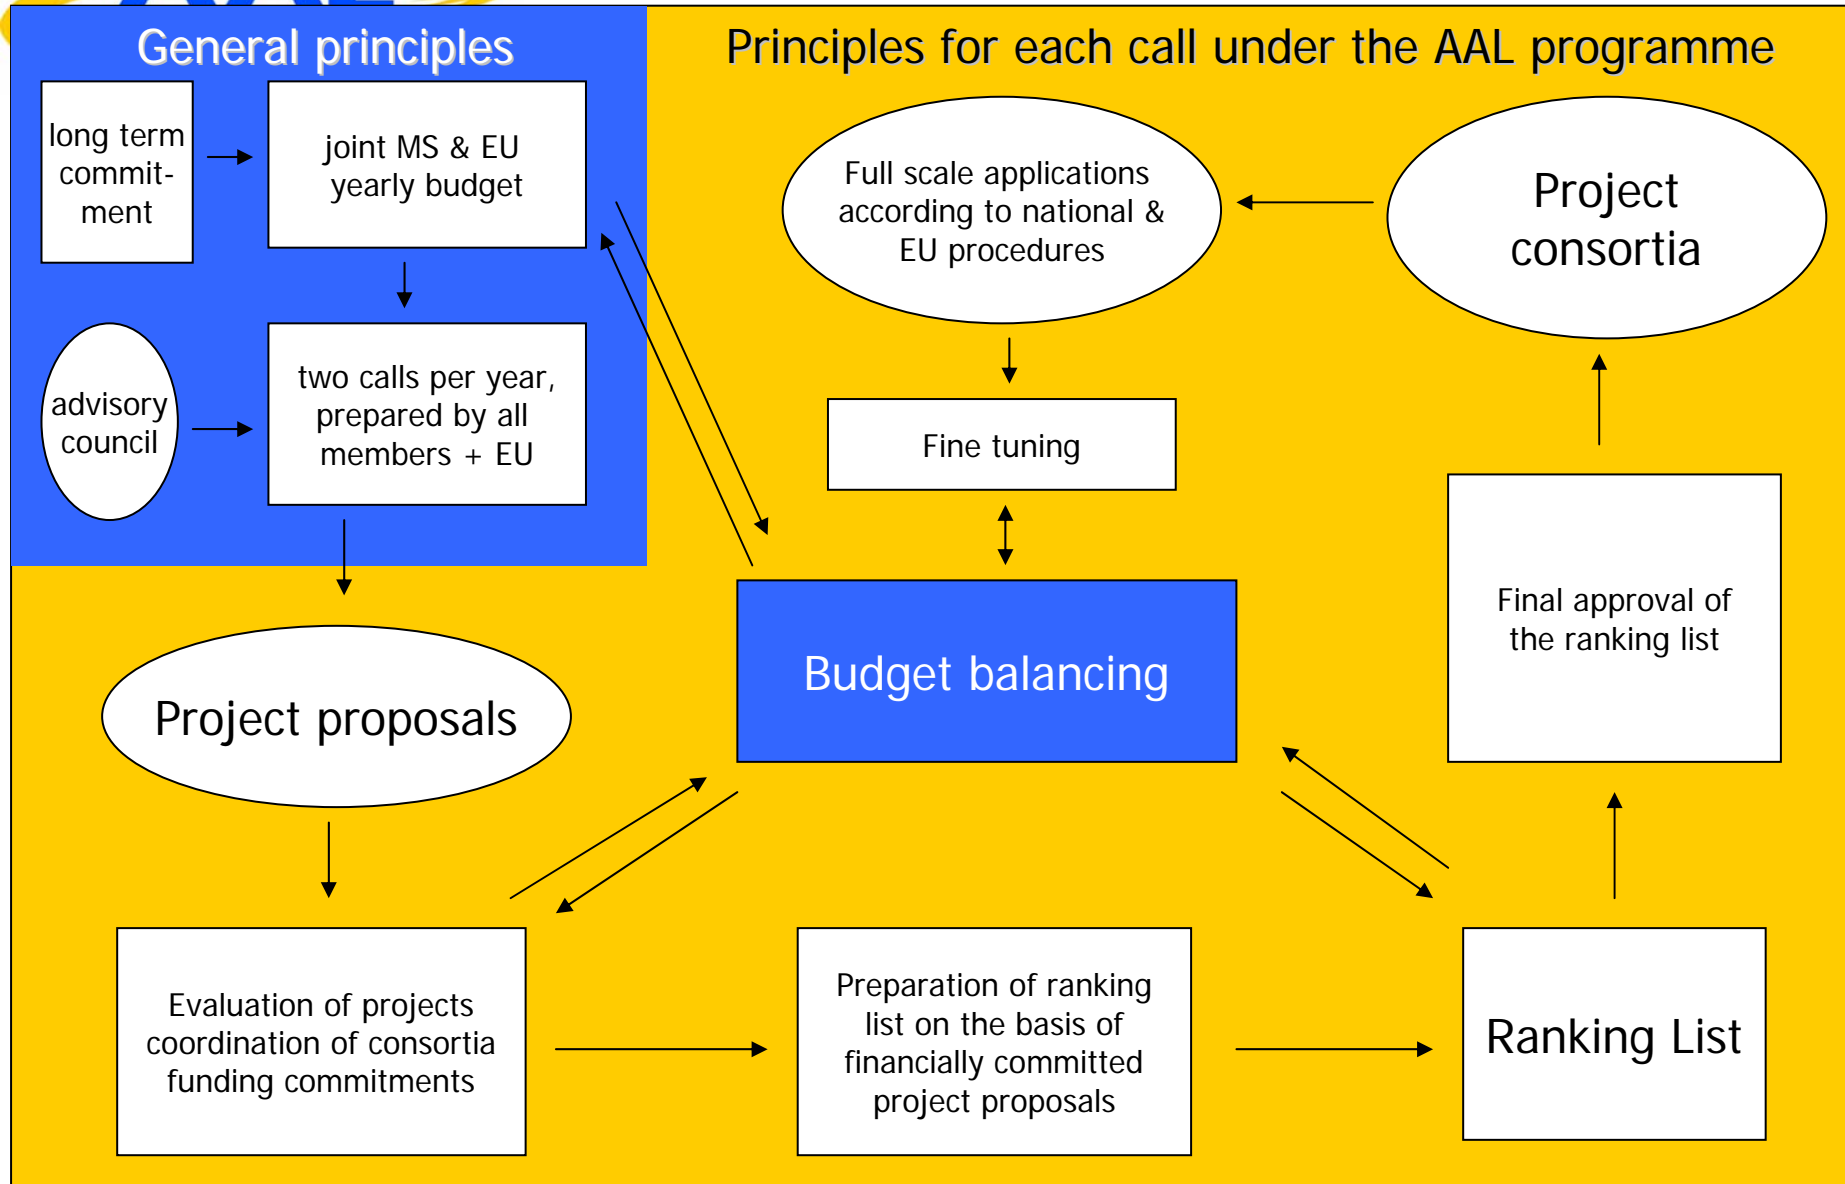 General principles
long term
commit-
ment
joint MS & EU
yearly budget
advisory
council
two calls per year,
prepared by all
members + EU
Principles for each call under the AAL programme
Full scale applications
according to national &
EU procedures
Project
consortia
Fine tuning
Budget balancing
Final approval of
the ranking list
Project proposals
Evaluation of projects
coordination of consortia
funding commitments
Preparation of ranking
list on the basis of
financially committed
project proposals
Ranking List